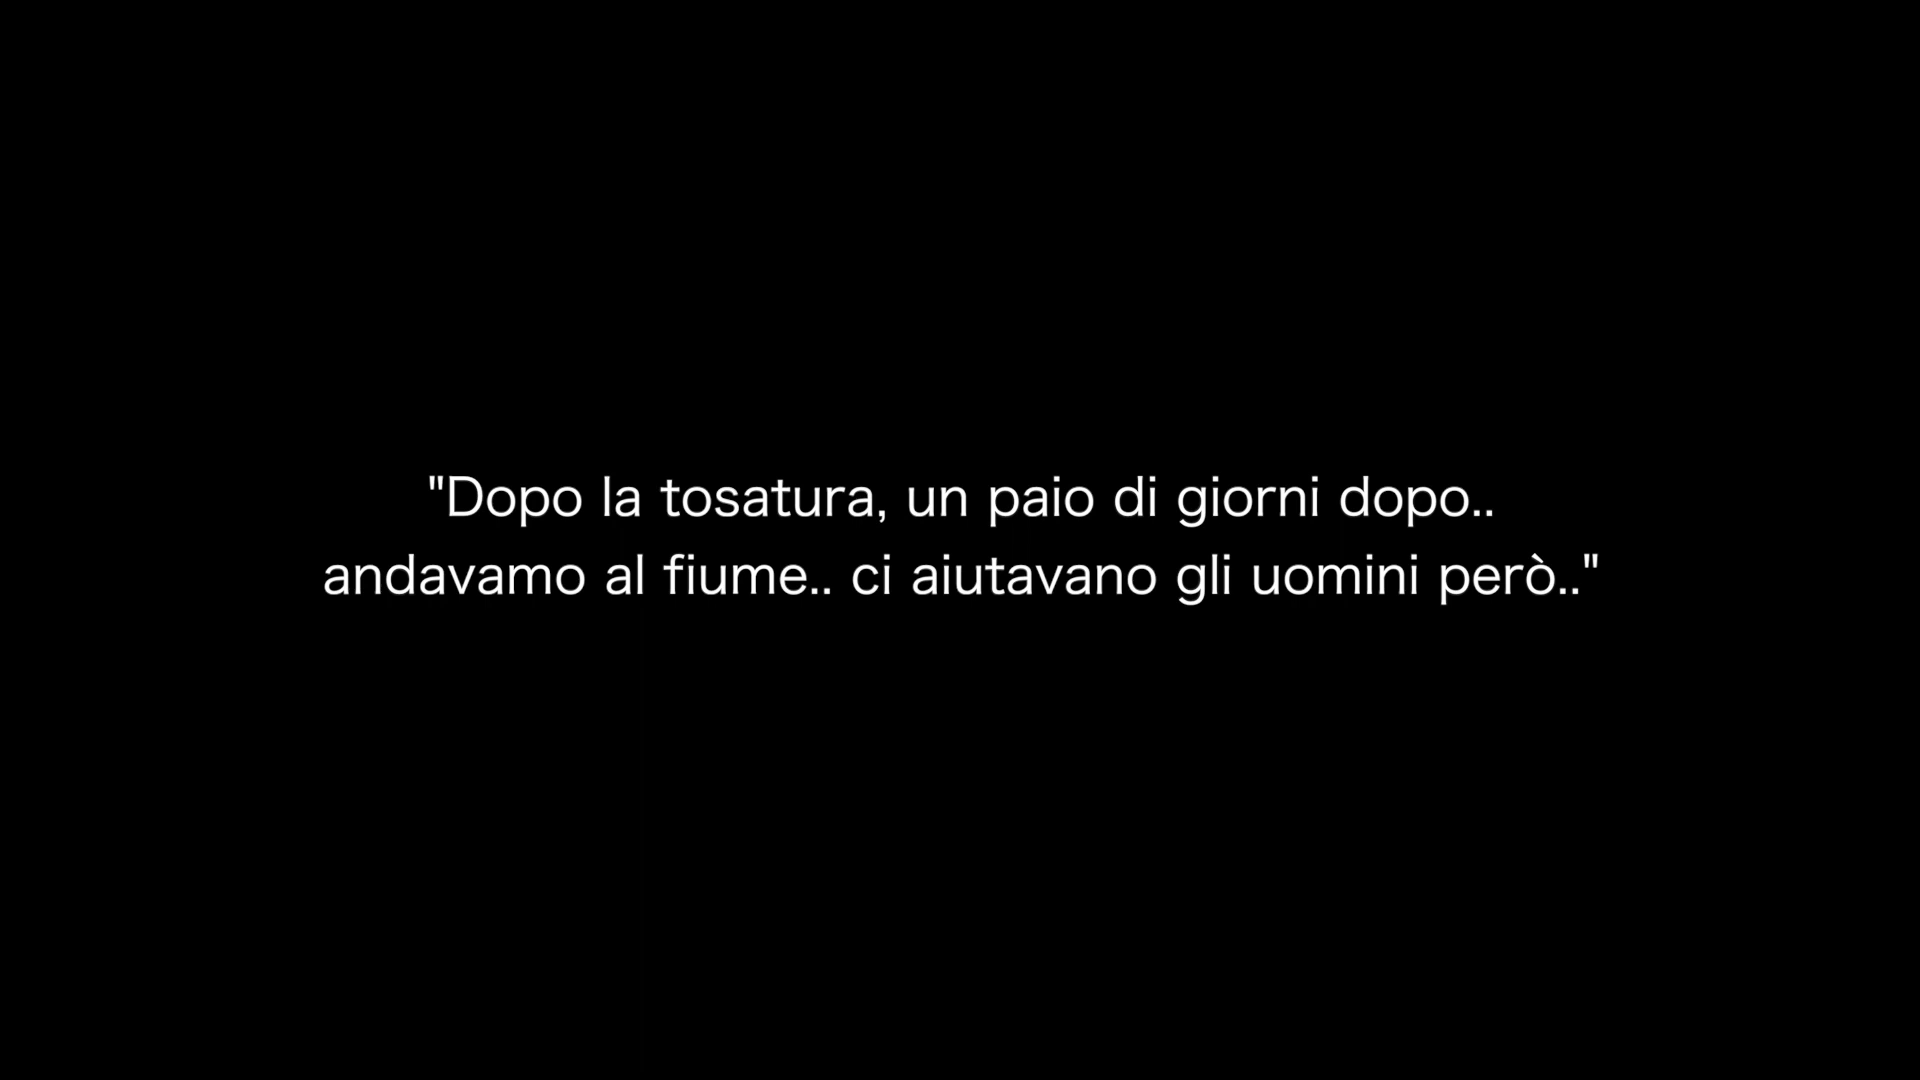 "Dopo la tosatura, un paio di giorni dopo..
andavamo al fiume.. ci aiutavano gli uomini però.."